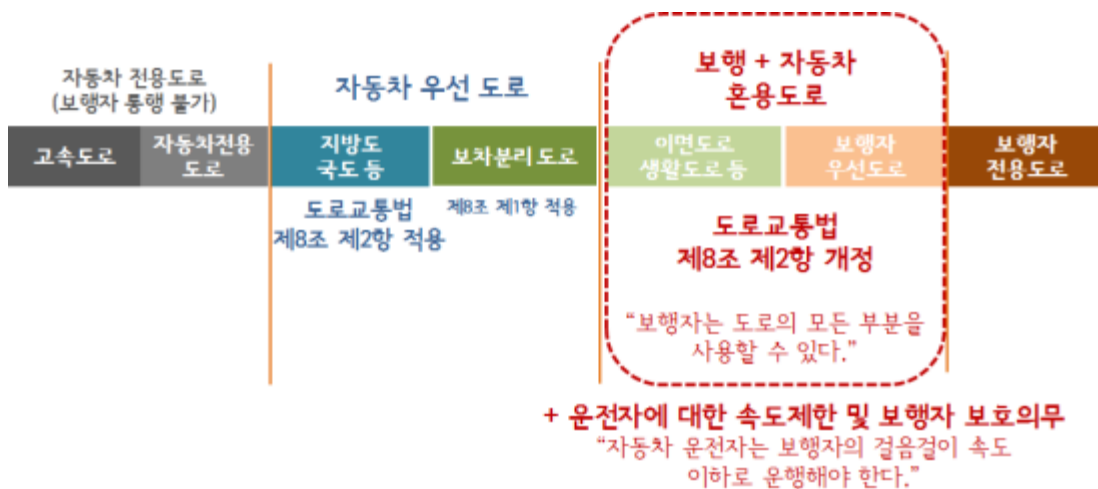 자동차 전용도로
(보행자 통행 불가)
자동차 우선 도로
보행 + 자동차
혼용도로
고속도로
자동차전용
도로
지방도
국도 등
보차분리 도로
이면도로
생활도로 등
보행자
우선도로
보행자
전용도로
도로교통법
제8조 제2항 적용
제8조 제1항 적용
도로교통법
제8조 제2항 개정
“보행자는 도로의 모든 부분을
사용할 수 있다.”
+ 운전자에 대한 속도제한 및 보행자 보호의무
“자동차 운전자는 보행자의 걸음걸이 속도
이하로 운행해야 한다.”